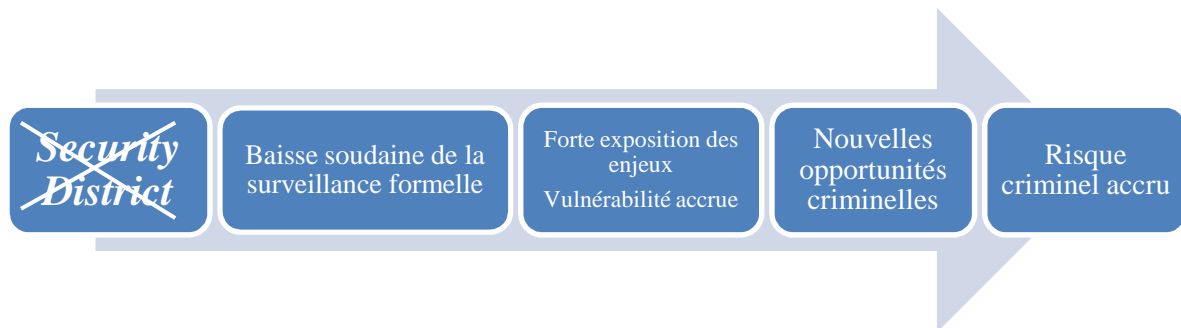 Security
District
Baisse soudaine de la
surveillance formelle
Forte exposition des
enjeux
Vulnérabilité accrue
Nouvelles
opportunités
criminelles
Risque
criminel accru